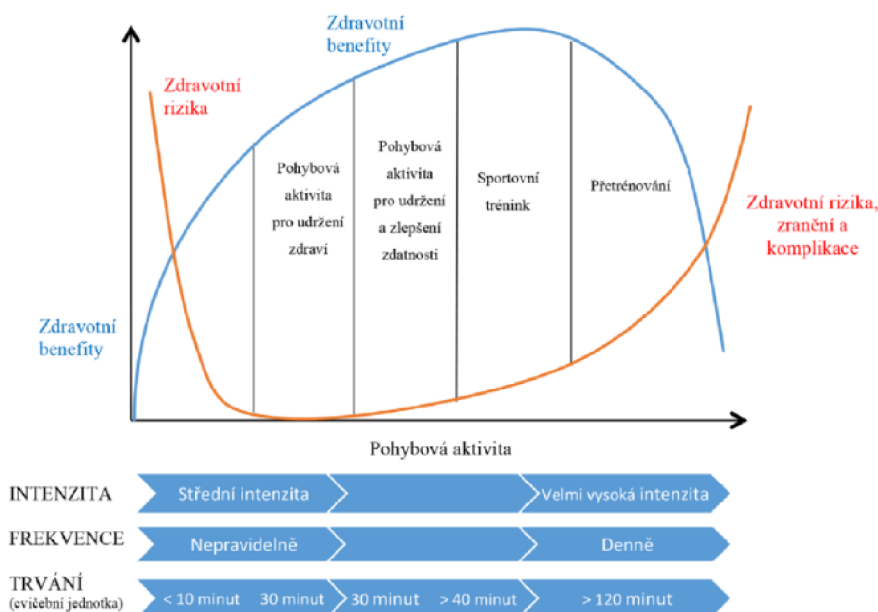 Zdravotní
benefity
Zdravotní
rizika
Pohybová
aktivita
pro udržení
zdraví
Pohybová
aktivita
pro udržení
a zlepšení
zdatnosti
Sportovní
trénink
Přetrénování
Zdravotní rizika,
zranční a
komplikace
Zdravotní
benefity
Pohybová aktivita
INTENZITA
Střední intenzita
Velmi vysoká intenzita
FREKVENCE
Nepravidelně
Denně
TRVÁNÍ
(cvičební jednotka)
< 10 minut 30 minut 30 minut > 40 minut > 120 minut